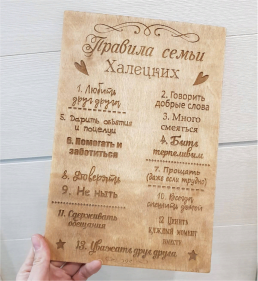 Правила семьи
Халецких
1. Любить
друг друга
2. Говорить
добрые слова
5. Дарить объятия
и поцелуи
3. Много
смеяться
6. Помогать и
заботиться
4. Быть
терпеливым
7. Прощать
(даже если трудно)
8. Доверять
9. Не ныть
10. Всегда
11. Сдерживать
обещания
12 Ценить
каждый момент
вместе
13. Уважать друг друга